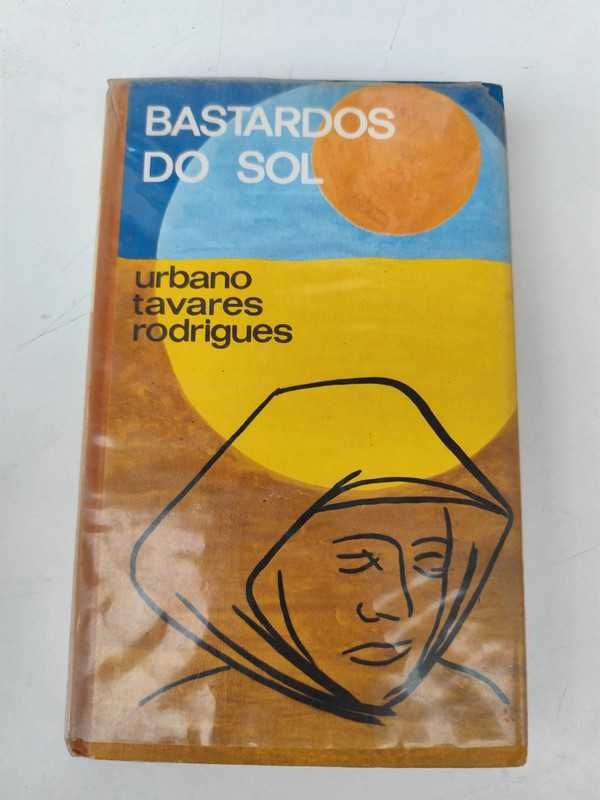 BASTARDOS
DO SOL
urbano
tavares
rodrigues